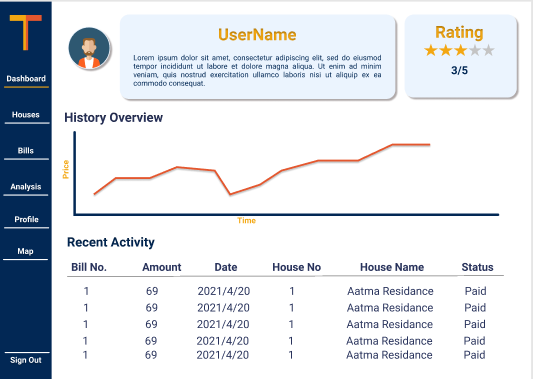 T
Dashboard
Houses
Bills
Analysis
Profile
Map
Sign Out
UserName
Lorem ipsum dolor sit amet, consectetur adipiscing elit, sed do eiusmod
tempor incididunt ut labore et dolore magna aliqua. Ut enim ad minim
veniam, quis nostrud exercitation ullamco laboris nisi ut aliquip ex ea
commodo consequat.
Rating
3/5
History Overview
Price
Time
Recent Activity
Bill No. Amount Date House No House Name Status
1 69 2021/4/20 1 Aatma Residance Paid
1 69 2021/4/20 1 Aatma Residance Paid
1 69 2021/4/20 1 Aatma Residance Paid
1 69 2021/4/20 1 Aatma Residance Paid
1 69 2021/4/20 1 Aatma Residance Paid